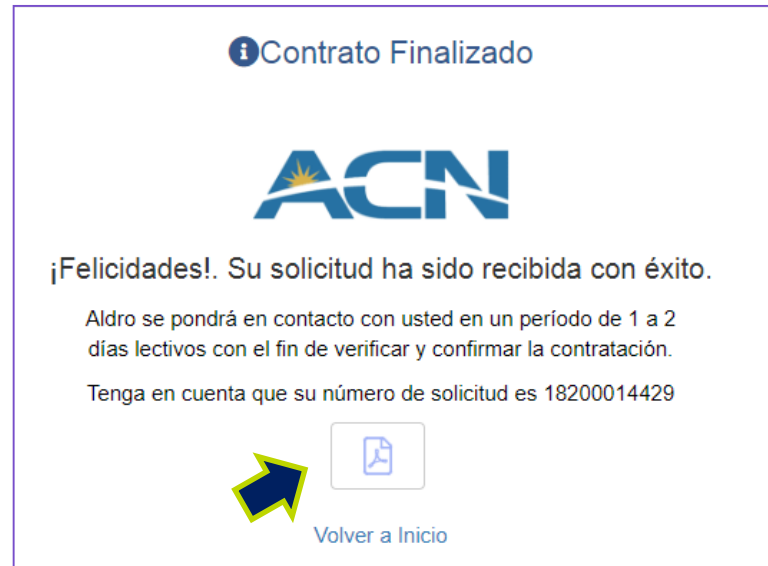 Contrato Finalizado
ACN
¡Felicidades!. Su solicitud ha sido recibida con éxito.
Aldro se pondrá en contacto con usted en un período de 1 a 2
días lectivos con el fin de verificar y confirmar la contratación.
Tenga en cuenta que su número de solicitud es 18200014429
Volver a Inicio